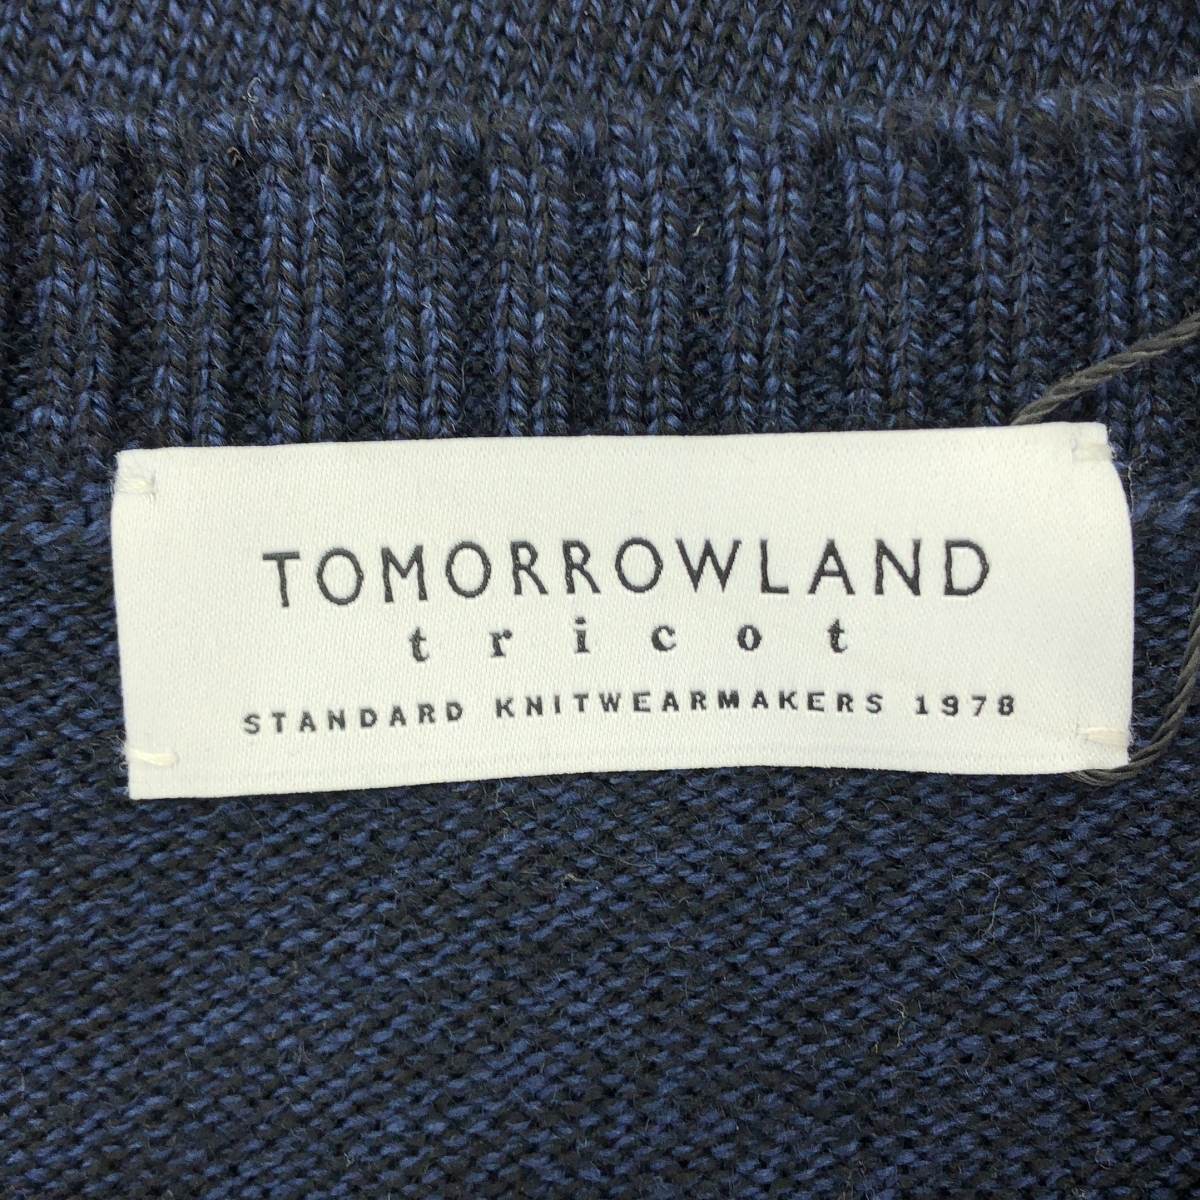 TOMORROWLAND
tricot
STANDARD KNITWEARMAKERS 1978